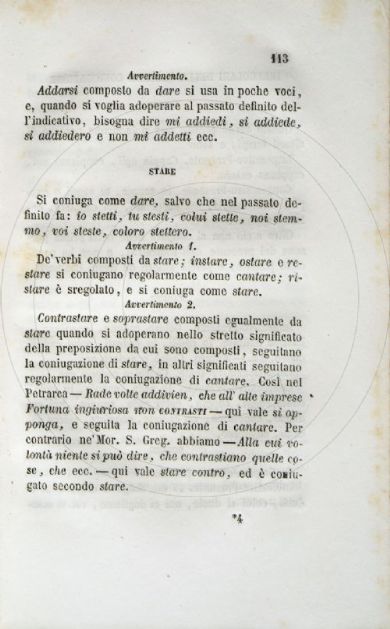 113
Avvertimento.
Addarsi composto da dare si usa in poche voci,
e, quando si voglia adoperare al passato definito del-
l'indicativo, bisogna dire mi addiedi, si addiede,
si addiedero e non mi addetti ecc.
STARE
Si coniuga come dare, salvo che nel passato de-
finito fa: io stetti, tu stesti, colui stette, noi stem-
mo, voi steste, coloro stettero.
Avvertimento 1.
De'verbi composti da stare; instare, ostare e re-
stare si coniugano regolarmente come cantare; ri-
stare è sregolato, e si coniuga come stare.
Avvertimento 2.
Contrastare e soprastare composti egualmente da
stare quando si adoperano nello stretto significato
della preposizione da cui sono composti, seguitano
la coniugazione di stare, in altri significati seguitano
regolarmente la coniugazione di cantare. Così nel
Petrarca — Rade volte addivien, che all'alte imprese
Fortuna ingiuriosa non CONTRASTI — qui vale si op-
ponga, e seguita la coniugazione di cantare. Per
contrario ne'Mor. S. Greg. abbiamo — Alla cui vo-
lontà niente si può dire, che contrastiano quelle co-
se, che ecc. — qui vale stare contro, ed è coniu-
gato secondo stare.
*4